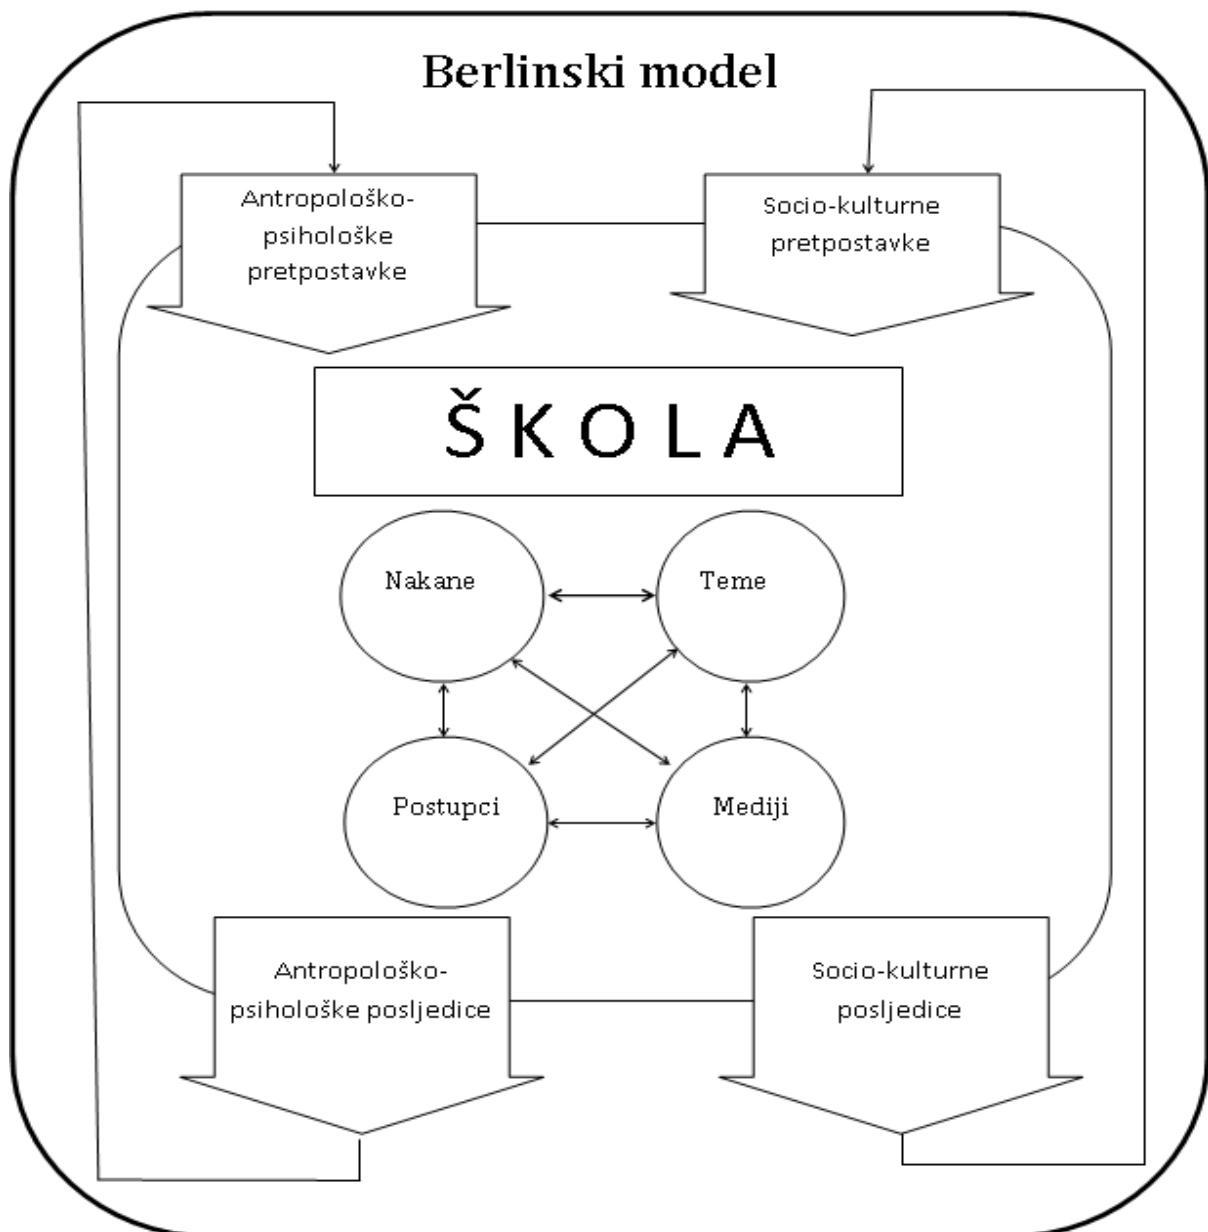 Berlinski model
Antropološko-
psihološke
pretpostavke
Socio-kulturne
pretpostavke
Š K O L A
Nakane
Teme
Postupci
Mediji
Antropološko-
psihološke posljedice
Socio-kulturne
posljedice